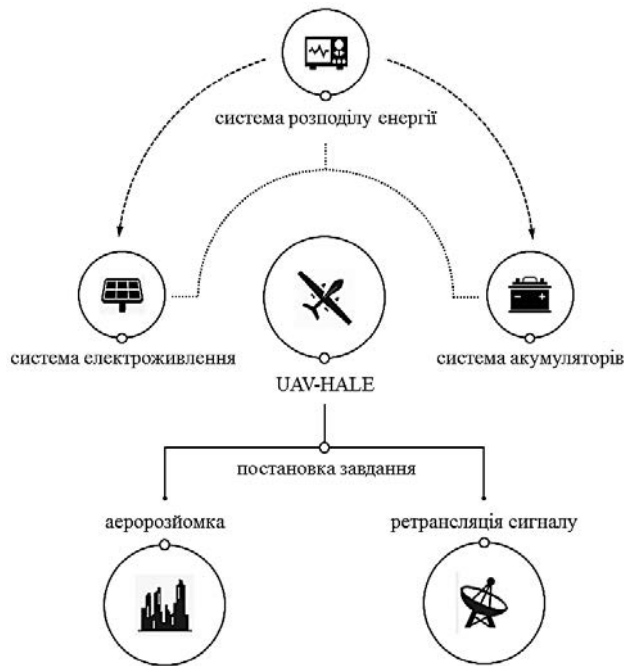 система розподілу енергії
система електроживлення
система акумуляторів
UAV-HALE
постановка завдання
аеророзйомка
ретрансляція сигналу